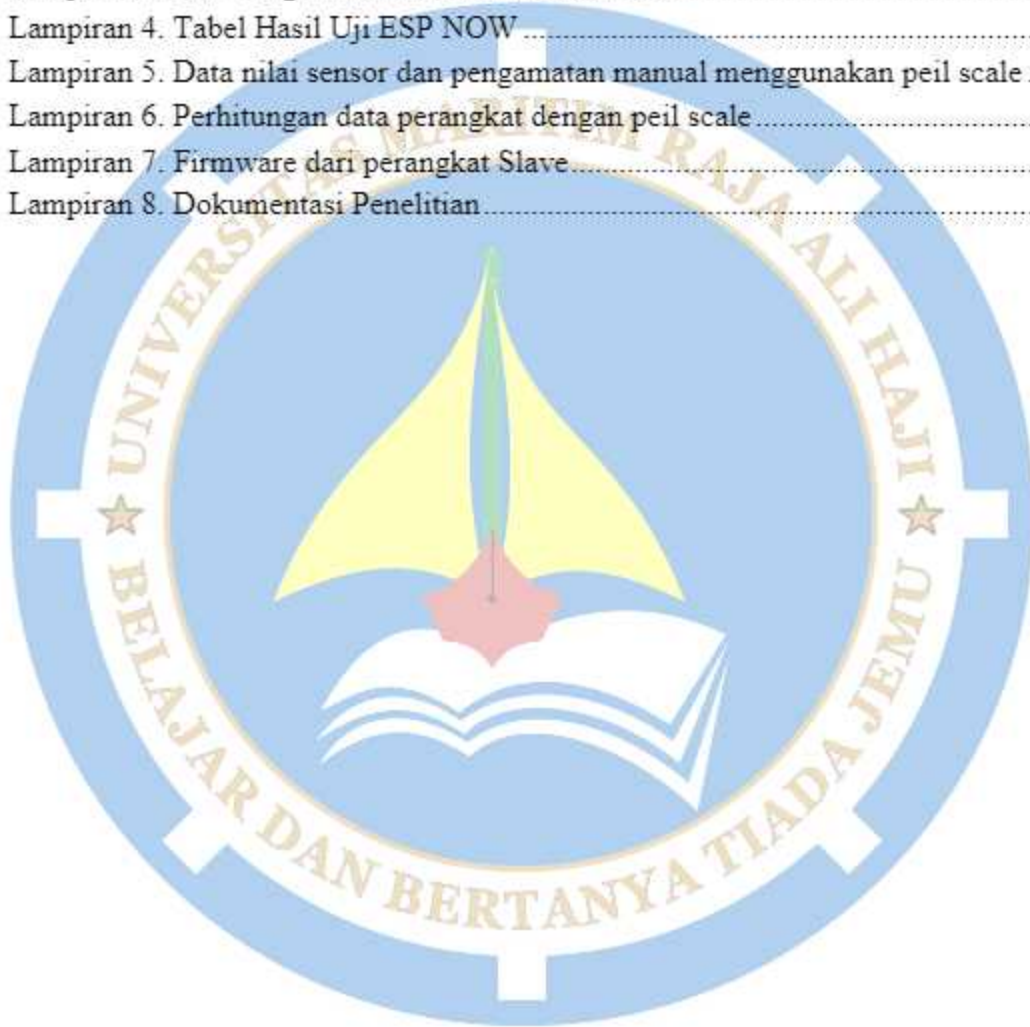 Lampiran 4. Tabel Hasil Uji ESP NOW
Lampiran 5. Data nilai sensor dan pengamatan manual menggunakan peil scale
Lampiran 6. Perhitungan data perangkat dengan peil scale
Lampiran 7. Firmware dari perangkat Slave
Lampiran 8. Dokumentasi Penelitian
UNIVERSITAS MARITIM RAJA ALI HAJI
BELAJAR DAN BERTANYA TIADA JEMU